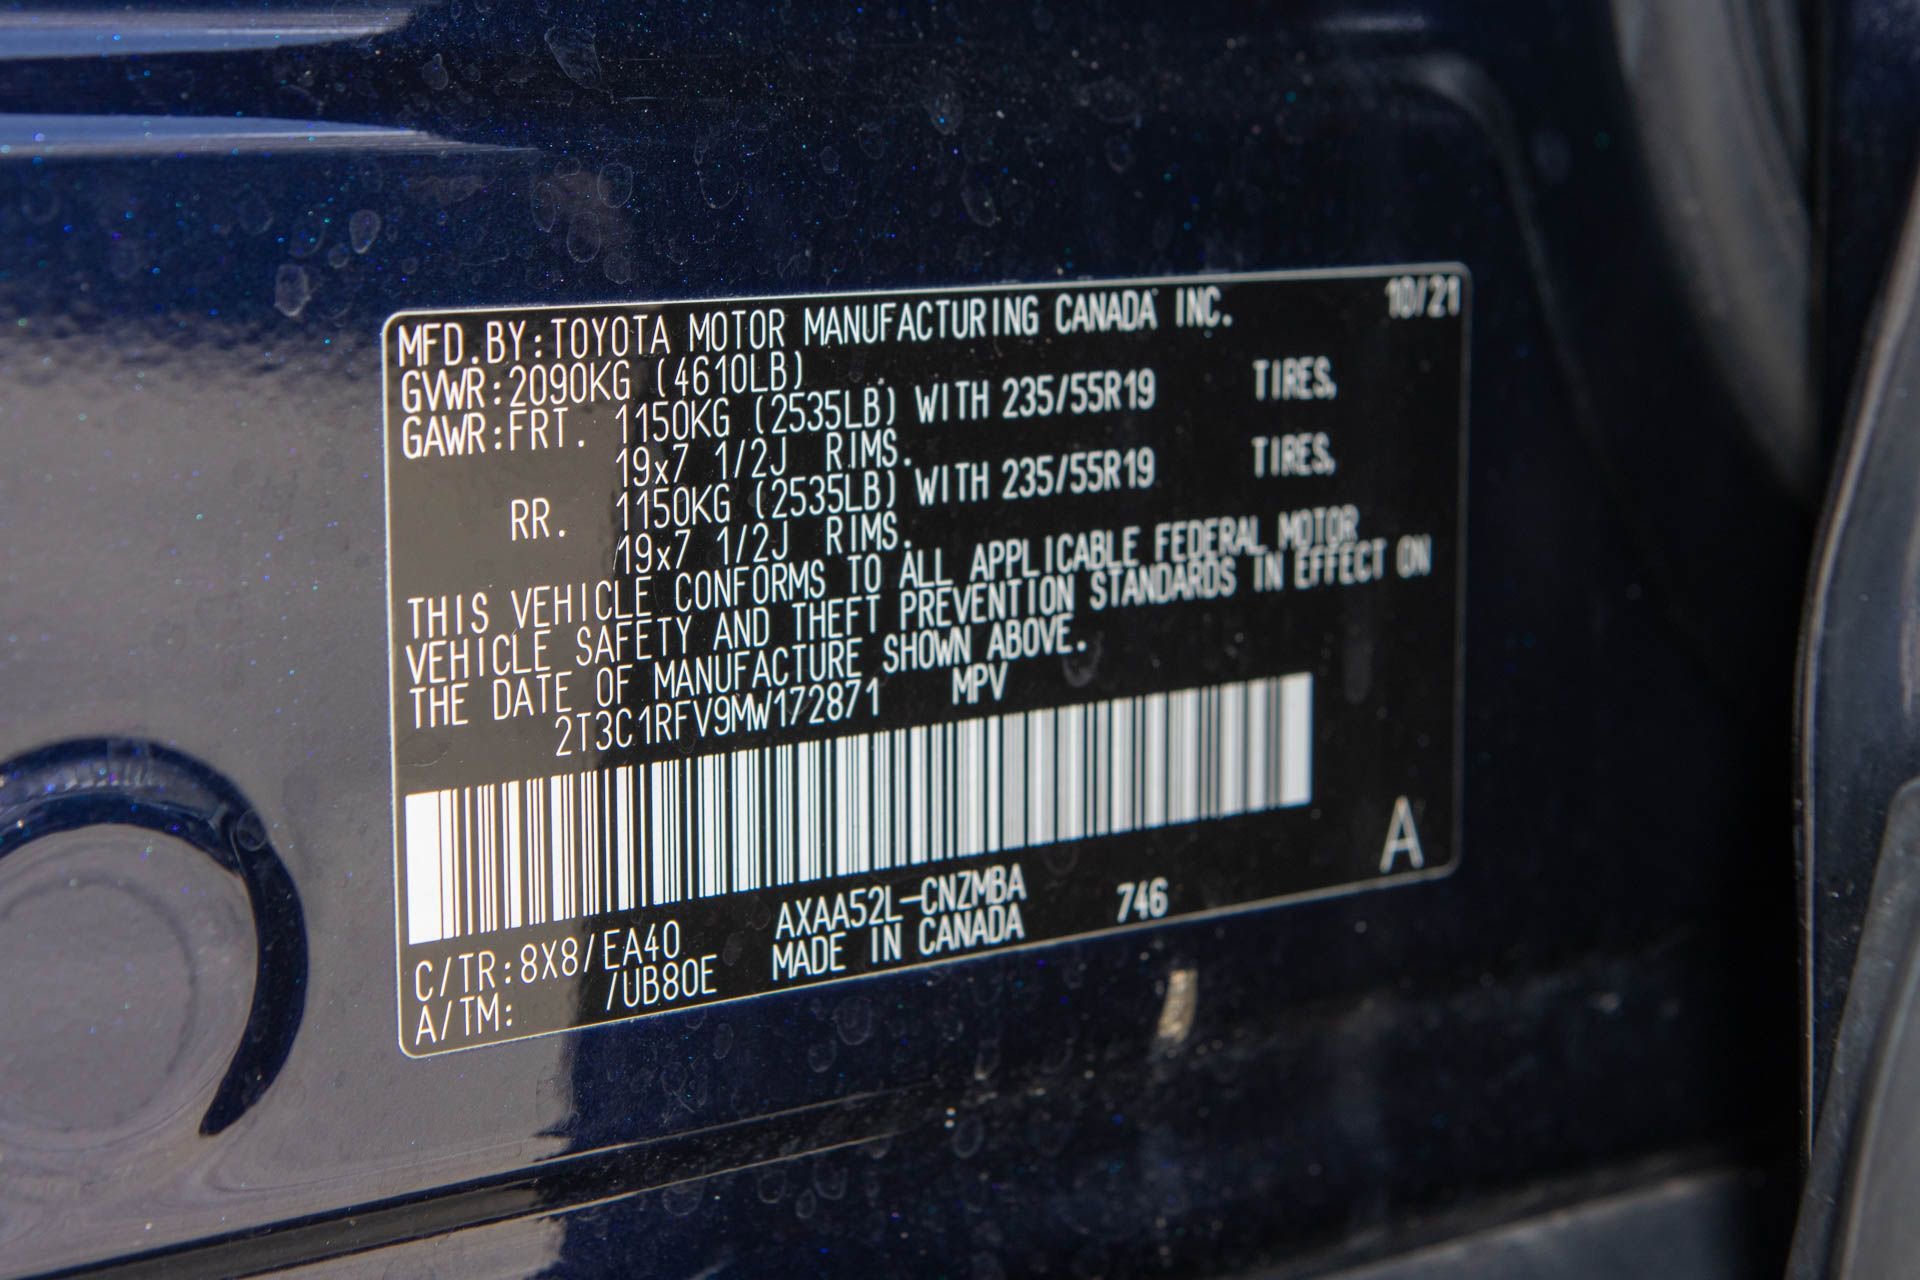 MFD.BY:TOYOTA MOTOR MANUFACTURING CANADA INC. 10/21
GVWR:2090KG (4610LB)
GAWR:FRT. 1150KG (2535LB) WITH 235/55R19 TIRES,
19x7 1/2J RIMS.
RR. 1150KG (2535LB) WITH 235/55R19 TIRES,
19x7 1/2J RIMS.
THIS VEHICLE CONFORMS TO ALL APPLICABLE FEDERAL MOTOR
VEHICLE SAFETY AND THEFT PREVENTION STANDARDS IN EFFECT ON
THE DATE OF MANUFACTURE SHOWN ABOVE.
2T3C1RFV9MW172871 MPV
A
C/TR:8X8/EA40 AXAA52L-CNZMBA 746
A/TM: /UB80E MADE IN CANADA